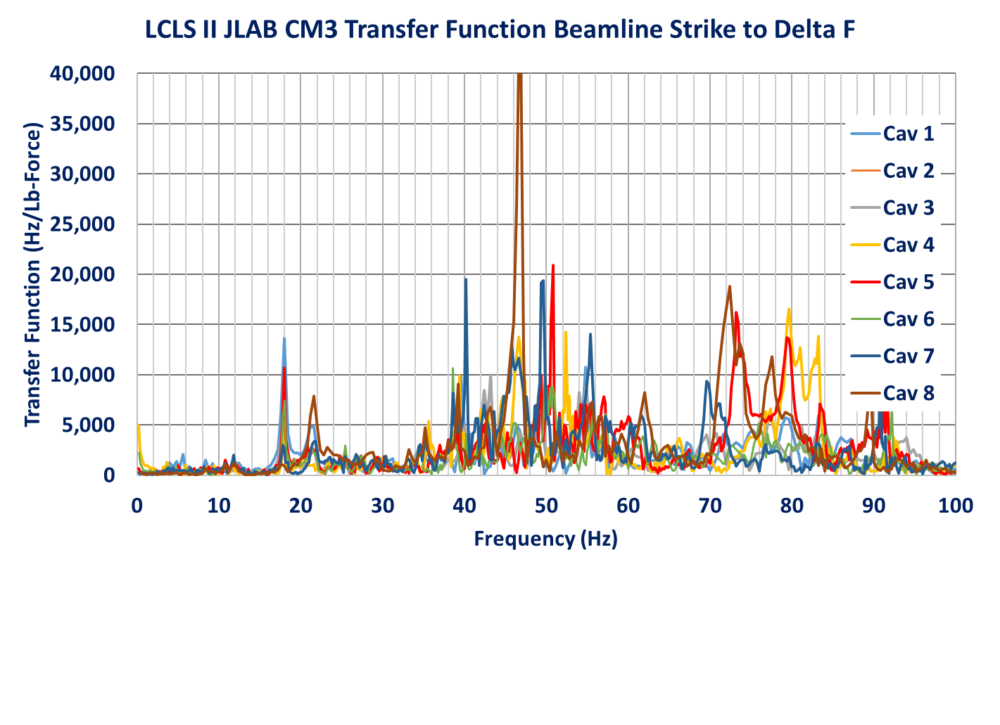 LCLS II JLAB CM3 Transfer Function Beamline Strike to Delta F
Transfer Function (Hz/Lb-Force)
40,000
35,000
30,000
25,000
20,000
15,000
10,000
5,000
0
Cav 1
Cav 2
Cav 3
Cav 4
Cav 5
Cav 6
Cav 7
Cav 8
0 10 20 30 40 50 60 70 80 90 100
Frequency (Hz)